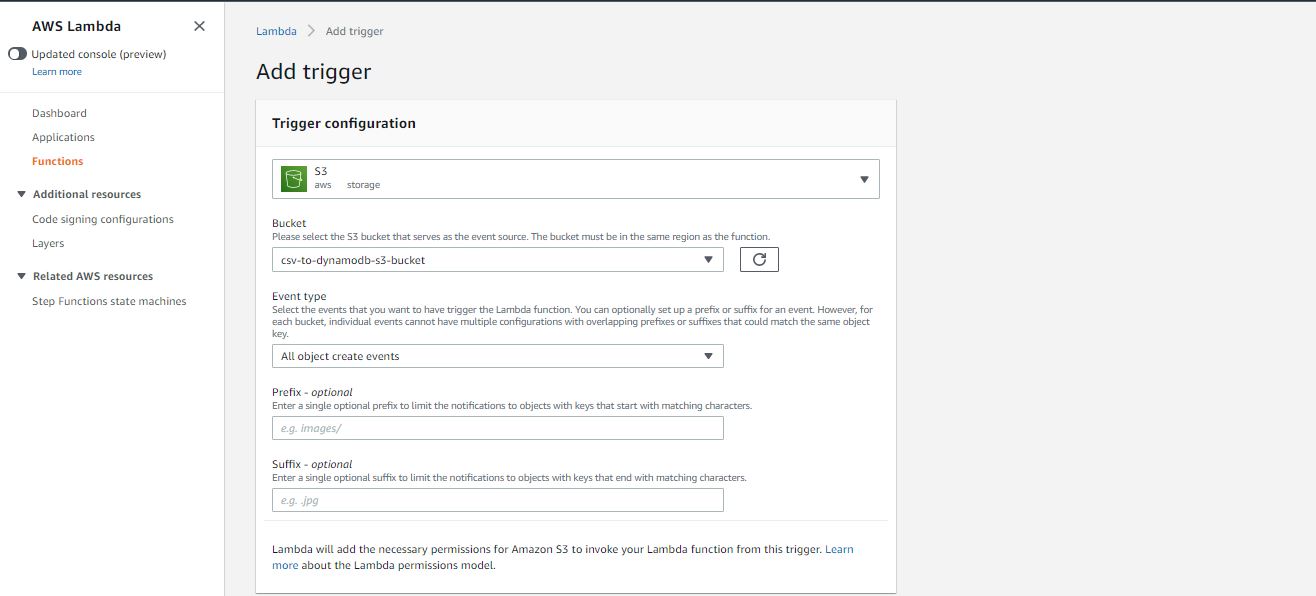 AWS Lambda
Updated console (preview)
Learn more
Dashboard
Applications
Functions
Additional resources
Code signing configurations
Layers
Related AWS resources
Step Functions state machines
Lambda > Add trigger
Add trigger
Trigger configuration
S3
aws storage
Bucket
Please select the S3 bucket that serves as the event source. The bucket must be in the same region as the function.
csv-to-dynamodb-s3-bucket
Event type
Select the events that you want to have trigger the Lambda function. You can optionally set up a prefix or suffix for an event. However, for
each bucket, individual events cannot have multiple configurations with overlapping prefixes or suffixes that could match the same object
key.
All object create events
Prefix - optional
Enter a single optional prefix to limit the notifications to objects with keys that start with matching characters.
e.g. images/
Suffix - optional
Enter a single optional suffix to limit the notifications to objects with keys that end with matching characters.
e.g. .jpg
Lambda will add the necessary permissions for Amazon S3 to invoke your Lambda function from this trigger. Learn
more about the Lambda permissions model.